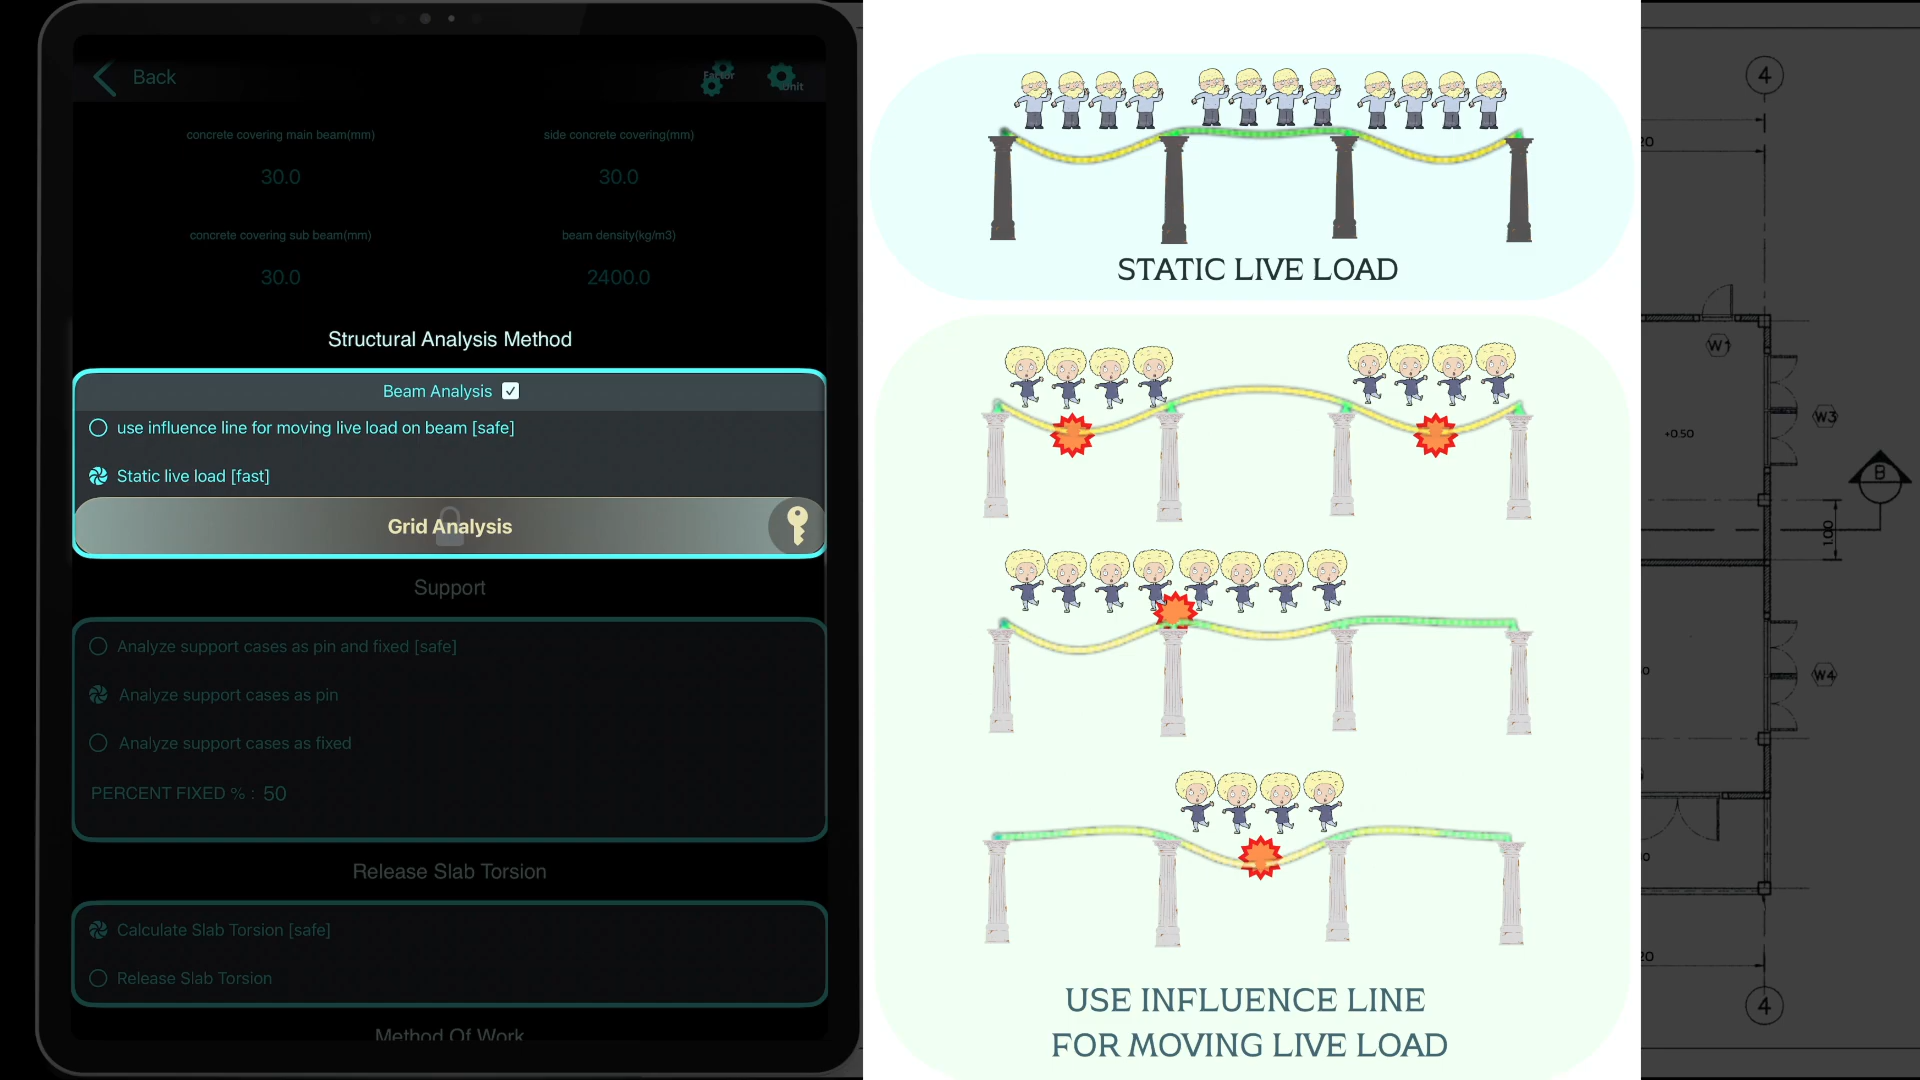 Back
Factor
Unit
concrete covering main beam(mm)
side concrete covering(mm)
30.0
30.0
concrete covering sub beam(mm)
beam density(kg/m3)
30.0
2400.0
Structural Analysis Method
Beam Analysis
use influence line for moving live load on beam [safe]
Static live load [fast]
Grid Analysis
Support
Analyze support cases as pin and fixed [safe]
Analyze support cases as pin
Analyze support cases as fixed
PERCENT FIXED % : 50
Release Slab Torsion
Calculate Slab Torsion [safe]
Release Slab Torsion
Method Of Work
STATIC LIVE LOAD
USE INFLUENCE LINE
FOR MOVING LIVE LOAD
4
20
W1
W3
+0.50
B
1.00
W4
20
4